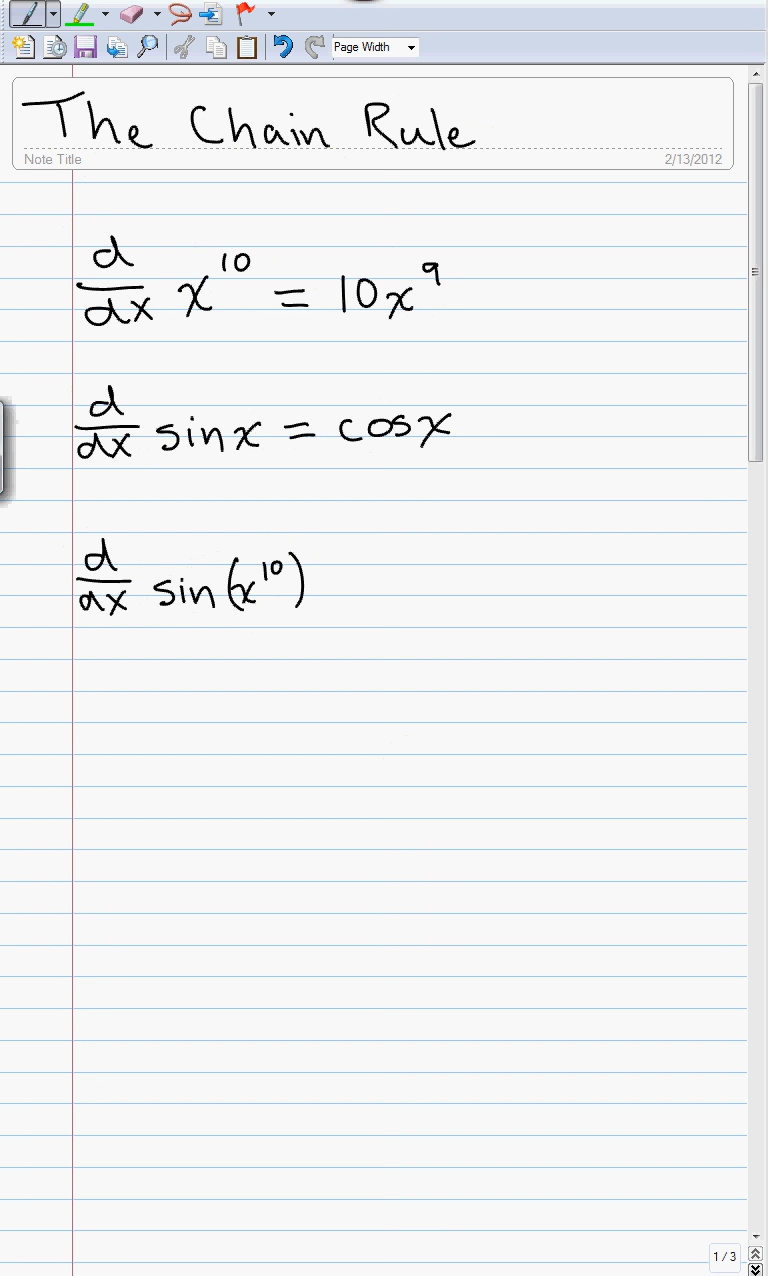 Page Width
The Chain Rule
Note Title 2/13/2012
d/dx x^10 = 10x^9
d/dx sin x = cos x
d/dx sin(x^10)
1 / 3